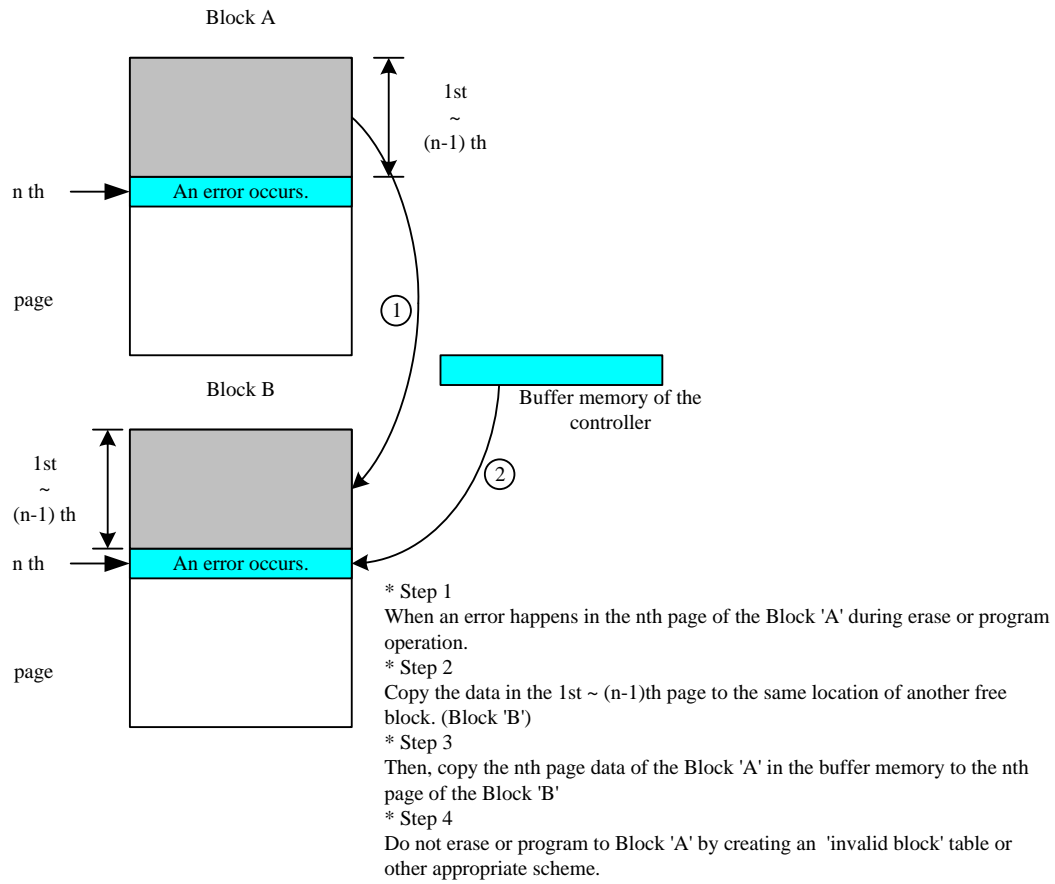 Block A
1st
~
(n-1) th
n th
An error occurs.
page
1
Block B
Buffer memory of the
controller
1st
~
(n-1) th
2
n th
An error occurs.
page
* Step 1
When an error happens in the nth page of the Block 'A' during erase or program
operation.
* Step 2
Copy the data in the 1st ~ (n-1)th page to the same location of another free
block. (Block 'B')
* Step 3
Then, copy the nth page data of the Block 'A' in the buffer memory to the nth
page of the Block 'B'
* Step 4
Do not erase or program to Block 'A' by creating an 'invalid block' table or
other appropriate scheme.